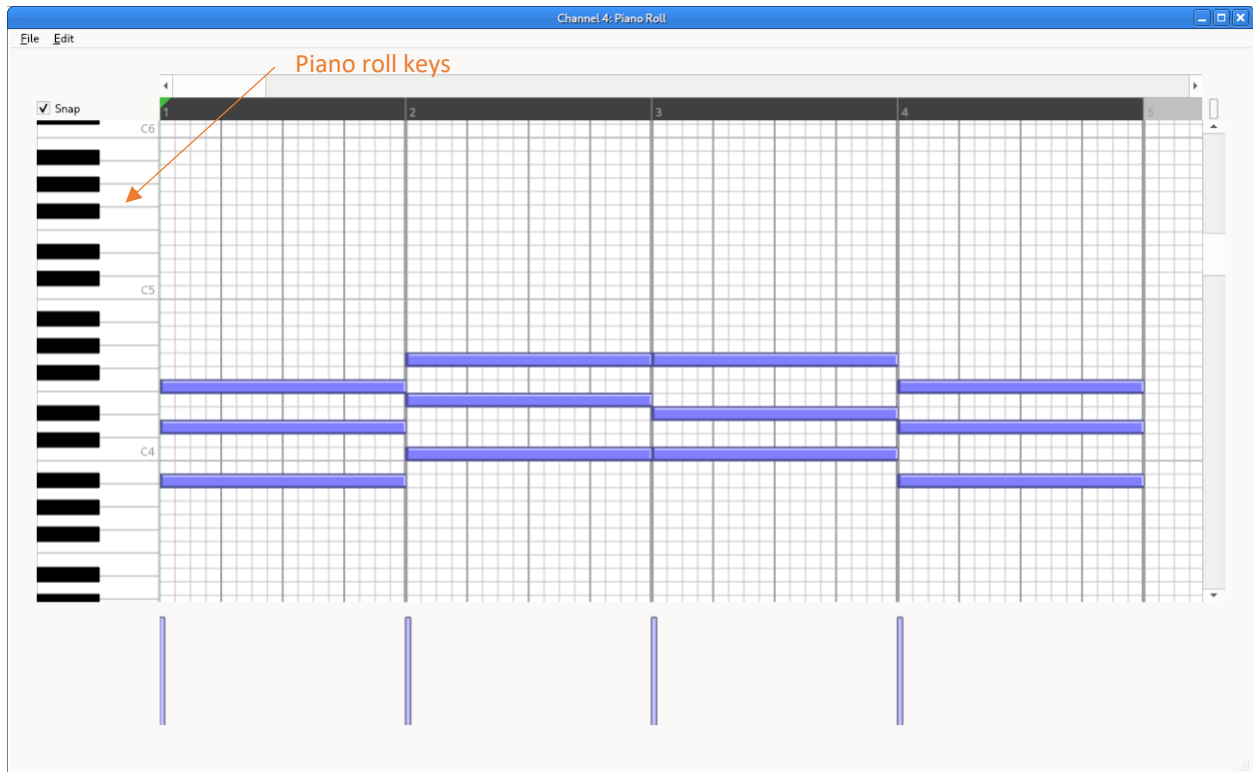 Channel 4: Piano Roll
File Edit
Piano roll keys
Snap
1 2 3 4 5
C6
C5
C4